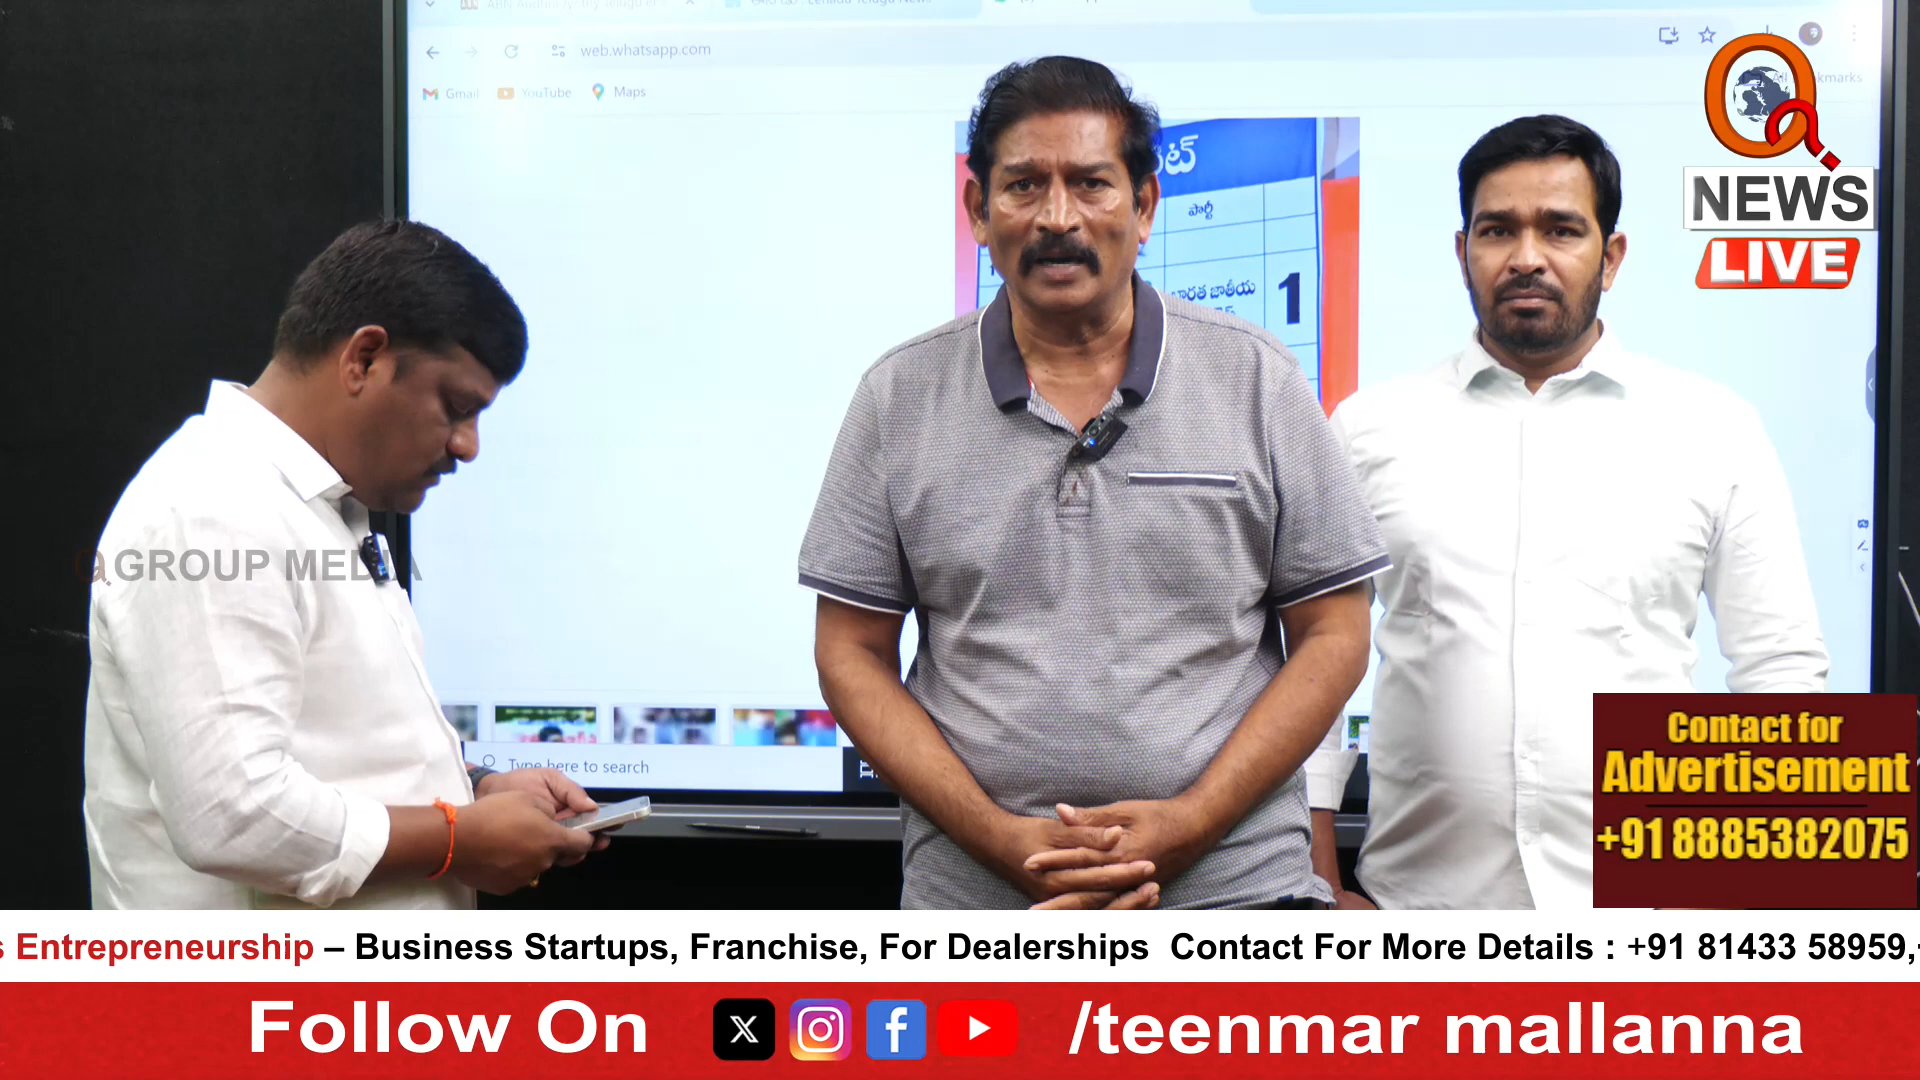 web.whatsapp.com
Gmail YouTube Maps
పార్టీ
భారత జాతీయ
1
Q
NEWS
LIVE
GROUP MEDIA
Type here to search
Contact for
Advertisement
+91 8885382075
Entrepreneurship – Business Startups, Franchise, For Dealerships Contact For More Details : +91 81433 58959,
Follow On X f /teenmar mallanna